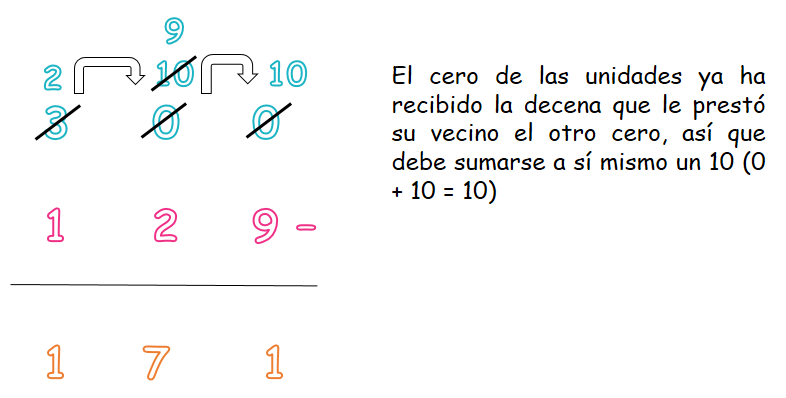 9
2 10 10
3 0 0
1 2 9 -
1 7 1
El cero de las unidades ya ha
recibido la decena que le prestó
su vecino el otro cero, así que
debe sumarse a sí mismo un 10 (0
+ 10 = 10)